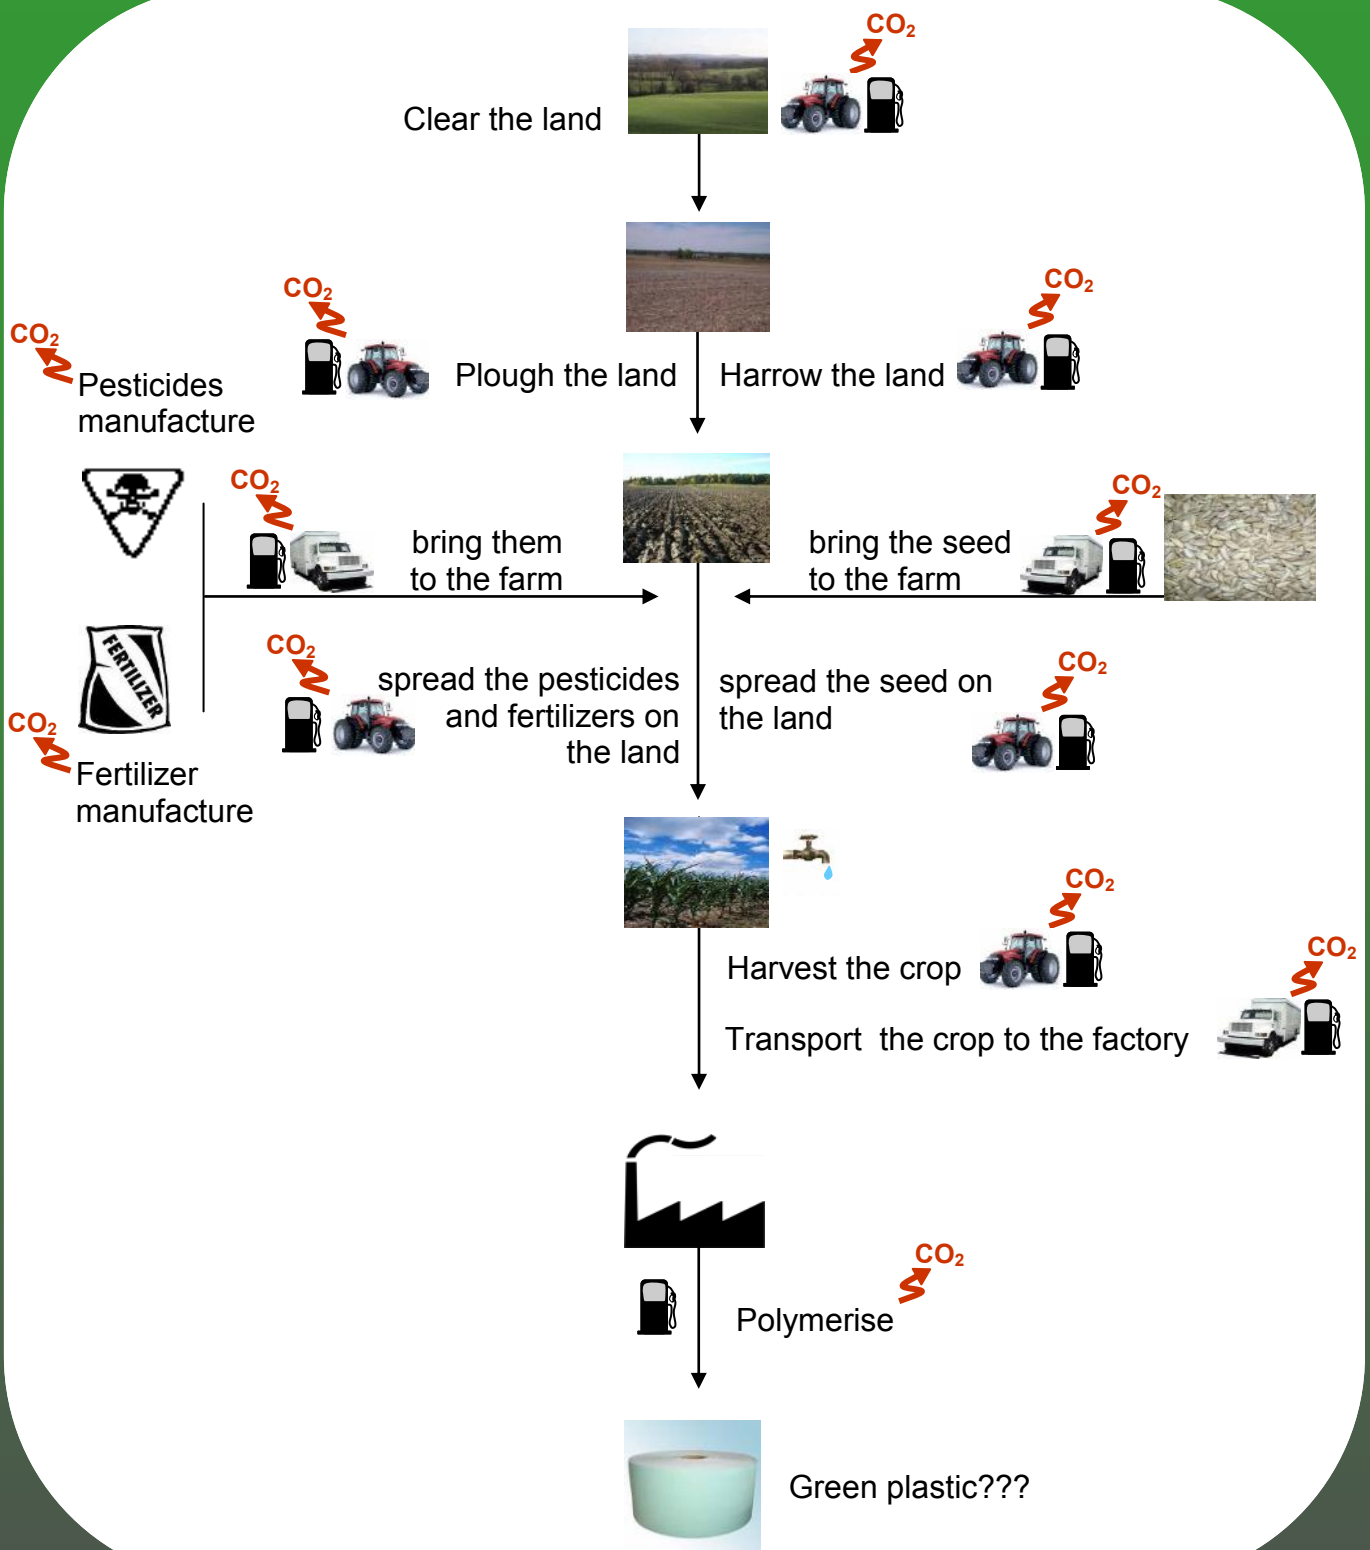 CO₂
Clear the land
CO₂
CO₂
CO₂
Plough the land
Harrow the land
Pesticides
manufacture
CO₂
CO₂
bring them
to the farm
bring the seed
to the farm
FERTILIZER
CO₂
CO₂
spread the pesticides
and fertilizers on
the land
spread the seed on
the land
CO₂
Fertilizer
manufacture
CO₂
Harvest the crop
CO₂
Transport the crop to the factory
CO₂
Polymerise
Green plastic???